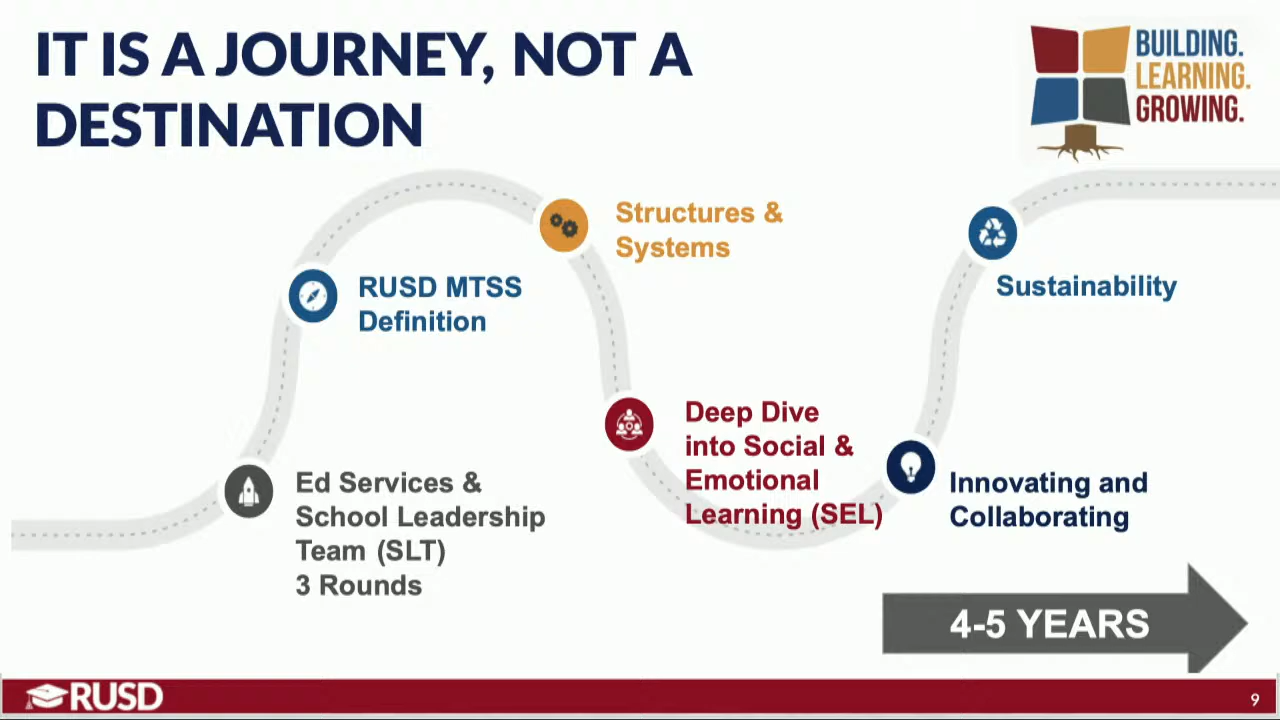 IT IS A JOURNEY, NOT A
DESTINATION
BUILDING.
LEARNING.
GROWING.
Structures &
Systems
RUSD MTSS
Definition
Sustainability
Deep Dive
into Social &
Emotional
Learning (SEL)
Ed Services &
School Leadership
Team (SLT)
3 Rounds
Innovating and
Collaborating
4-5 YEARS
RUSD
9